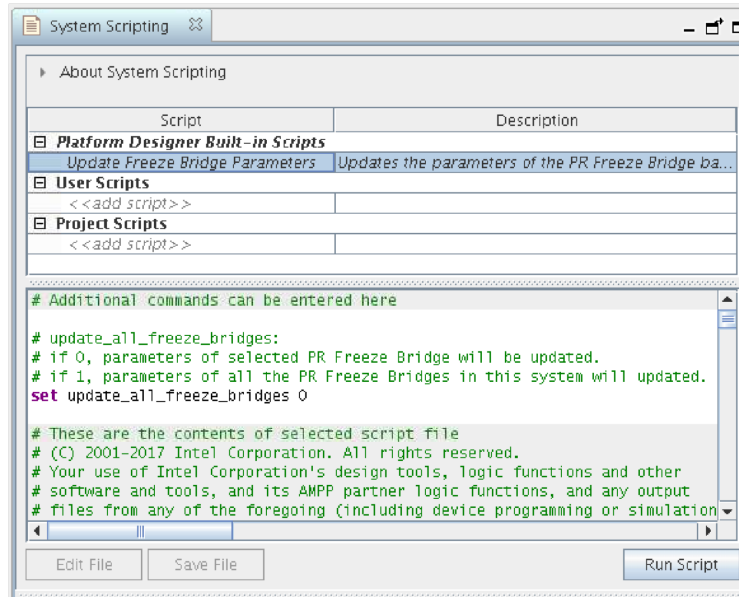 System Scripting
About System Scripting
Script Description
Platform Designer Built-in Scripts
Update Freeze Bridge Parameters Updates the parameters of the PR Freeze Bridge ba...
User Scripts
<<add script>>
Project Scripts
<<add script>>
# Additional commands can be entered here
# update_all_freeze_bridges:
# if 0, parameters of selected PR Freeze Bridge will be updated.
# if 1, parameters of all the PR Freeze Bridges in this system will updated.
set update_all_freeze_bridges 0
# These are the contents of selected script file
# (C) 2001-2017 Intel Corporation. All rights reserved.
# Your use of Intel Corporation's design tools, logic functions and other
# software and tools, and its AMPP partner logic functions, and any output
# files from any of the foregoing (including device programming or simulation
Edit File Save File Run Script